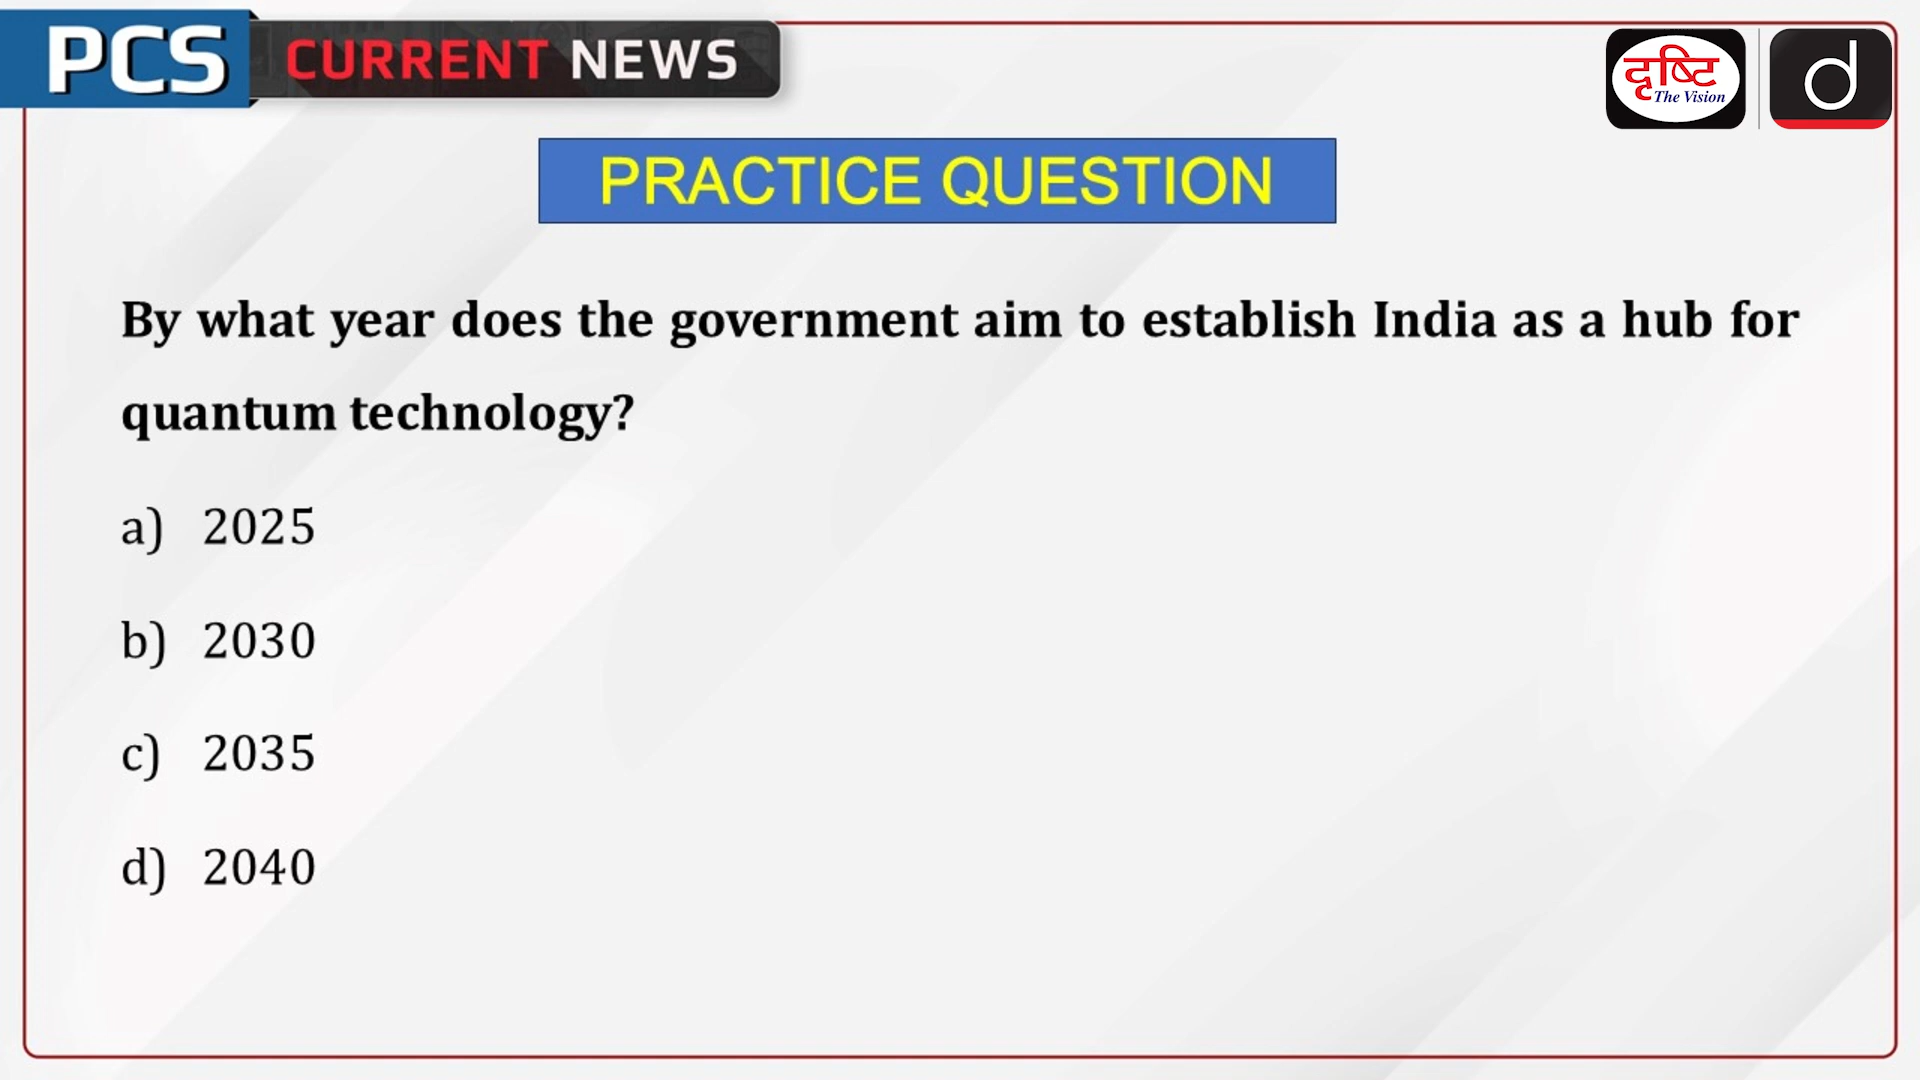 PCS CURRENT NEWS
दृष्टि
The Vision
d
PRACTICE QUESTION
By what year does the government aim to establish India as a hub for
quantum technology?
a) 2025
b) 2030
c) 2035
d) 2040